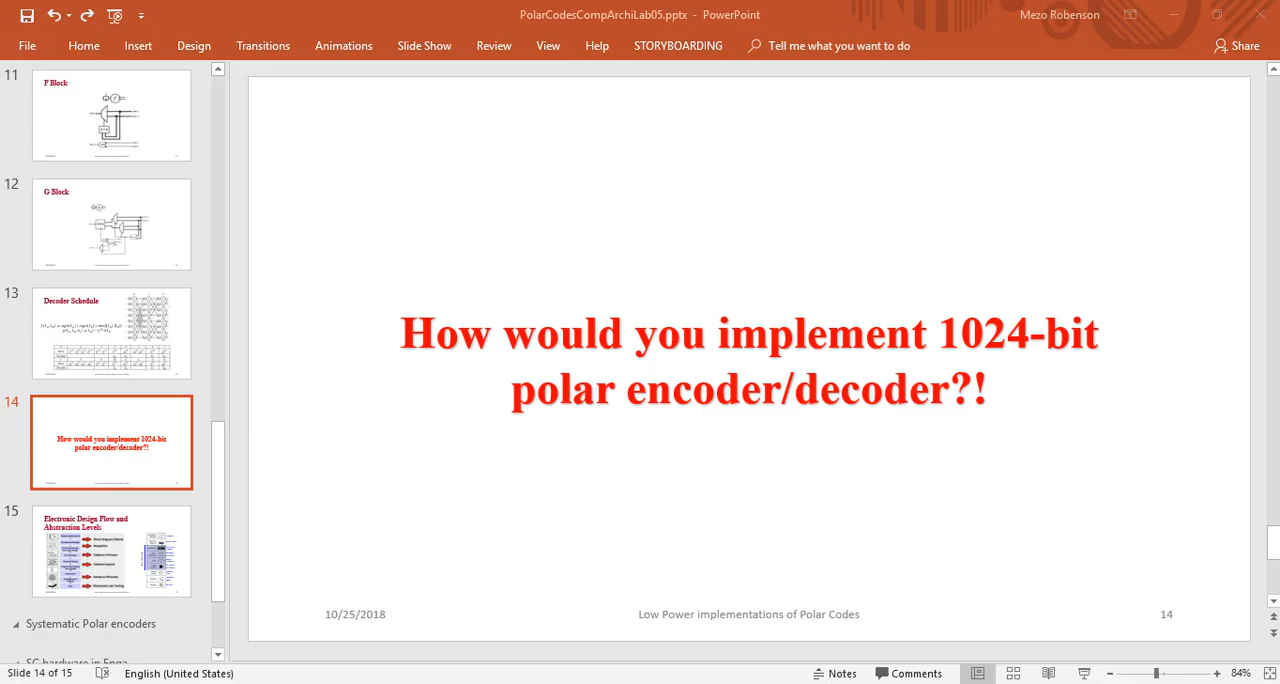 PolarCodesCompArchiLab05.pptx - PowerPoint
Mezo Robenson
File Home Insert Design Transitions Animations Slide Show Review View Help STORYBOARDING Tell me what you want to do Share
11
F Block
12
G Block
13
Decoder Schedule
14
How would you implement 1024-bit
polar encoder/decoder?!
15
Electronic Design Flow and
Abstraction Levels
Systematic Polar encoders
How would you implement 1024-bit
polar encoder/decoder?!
10/25/2018 Low Power implementations of Polar Codes 14
Slide 14 of 15 English (United States) Notes Comments 84%